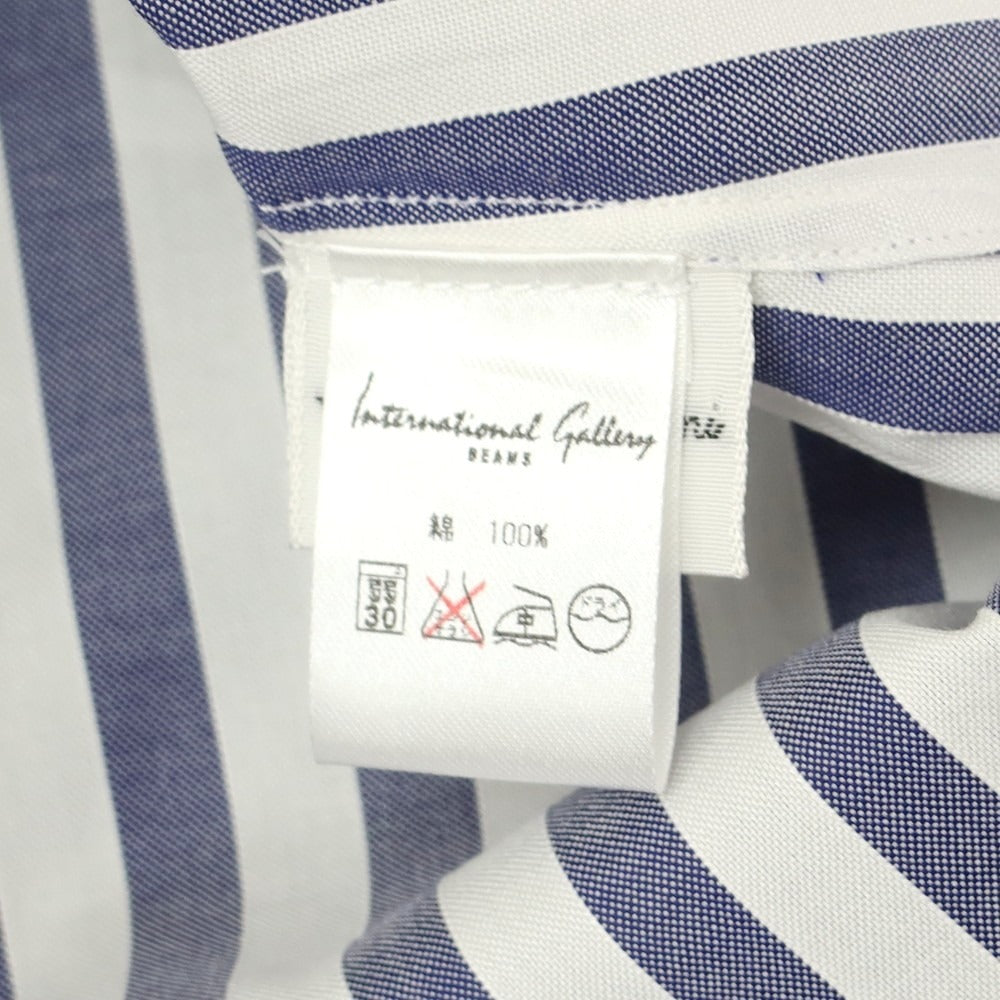 International Gallery
BEAMS
綿 100%
30 中 ドライ